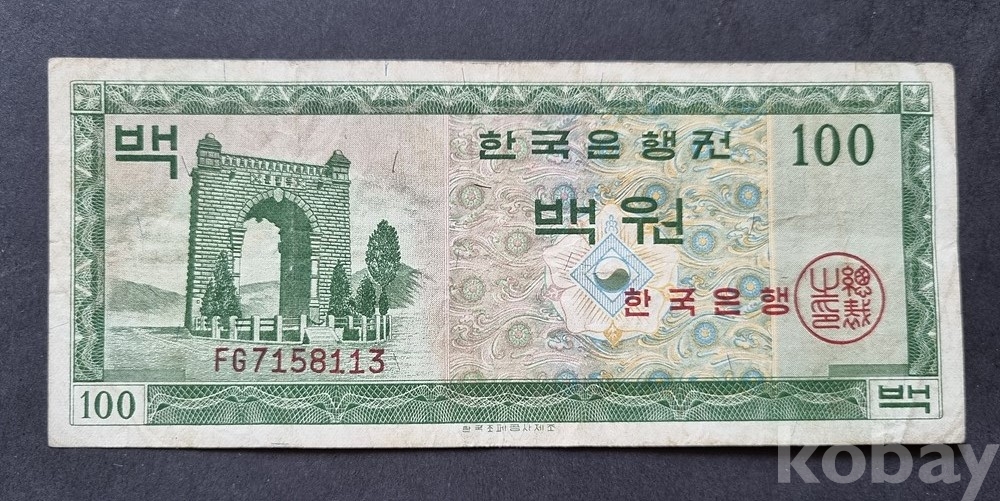 백
한국은행권
100
백원
한국은행
FG7158113
100
백
한국조폐공사제조
kobay